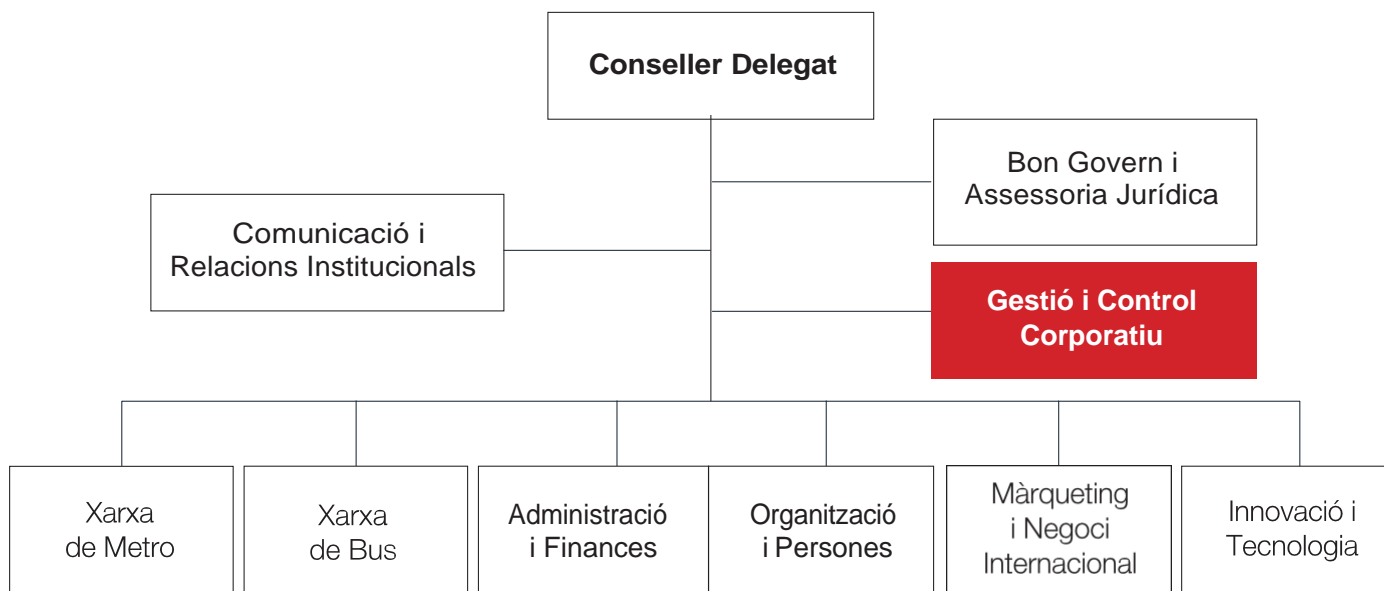 Conseller Delegat
Bon Govern i
Assessoria Jurídica
Comunicació i
Relacions Institucionals
Gestió i Control
Corporatiu
Xarxa
de Metro
Xarxa
de Bus
Administració
i Finances
Organització
i Persones
Màrqueting
i Negoci
Internacional
Innovació i
Tecnologia